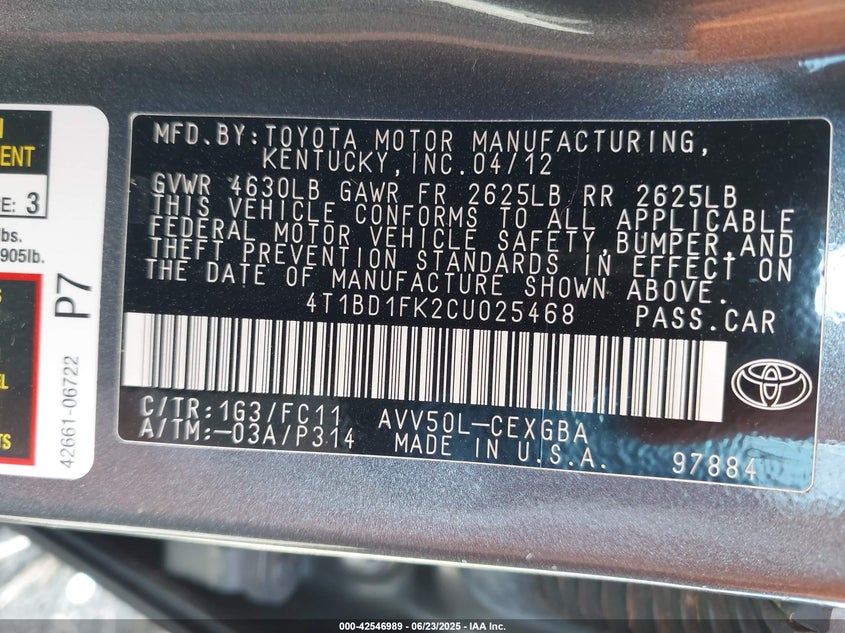 N
ENT
E: 3
lbs.
905lb.
S
EL
TS
P7
42661-06722
MFD.BY:TOYOTA MOTOR MANUFACTURING,
KENTUCKY,INC.04/12
GVWR 4630LB GAWR FR 2625LB RR 2625LB
THIS VEHICLE CONFORMS TO ALL APPLICABLE
FEDERAL MOTOR VEHICLE SAFETY,BUMPER,AND
THEFT PREVENTION STANDARDS IN EFFECT ON
THE DATE OF MANUFACTURE SHOWN ABOVE.
4T1BD1FK2CU025468 PASS.CAR
C/TR:1G3/FC11 AVV50L-CEXGBA
A/TM:-03A/P314 MADE IN U.S.A. 97884
000-42546989 - 06/23/2025 - IAA Inc.